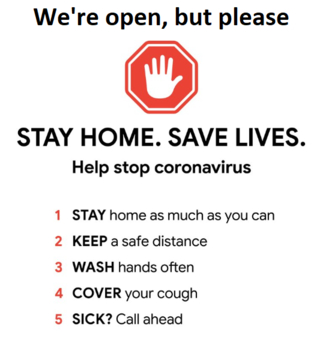 We're open, but please
STAY HOME. SAVE LIVES.
Help stop coronavirus
1 STAY home as much as you can
2 KEEP a safe distance
3 WASH hands often
4 COVER your cough
5 SICK? Call ahead